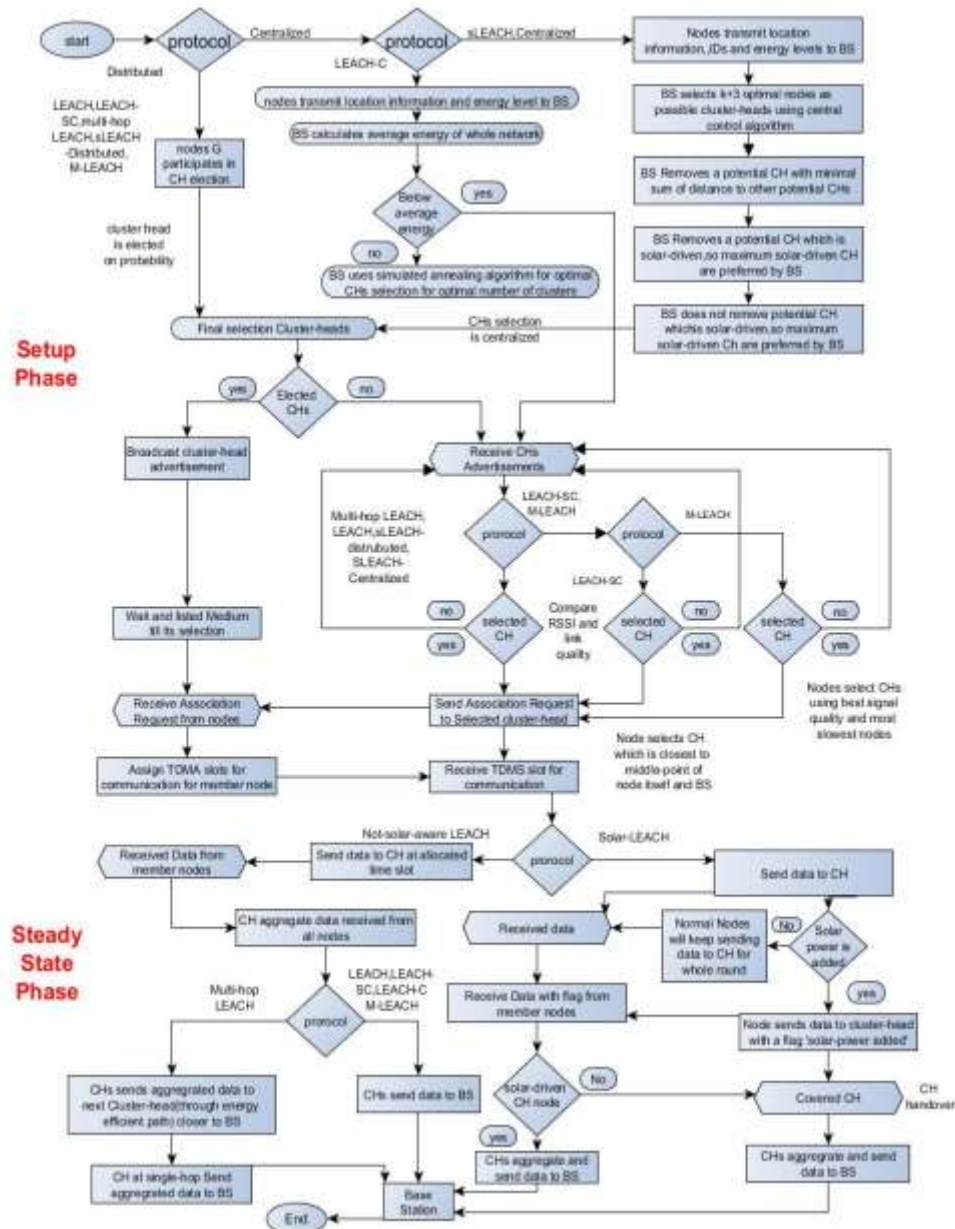 start
protocol
Centralized
protocol
sLEACH,Centralized
Nodes transmit location
information,,IDs and energy levels to BS
Distributed
LEACH-C
LEACH,LEACH-
SC,multi-hop
LEACH,sLEACH
-Distributed,
M-LEACH
nodes G
participates in
CH election
cluster head
is elected
on probability
nodes transmit location information and energy level to BS
BS calculates average energy of whole network
Below
average
energy
yes
no
BS uses simulated annealing algorithm for optimal
CHs selection for optimal number of clusters
BS selects k+3 optimal nodes as
possible cluster-heads using central
control algorithm
BS Removes a potential CH with minimal
sum of distance to other potential CHs
BS Removes a potential CH which is
solar-driven,so maximum solar-driven CH
are preferred by BS
BS does not remove potential CH
whichis solar-driven,so maximum
solar-driven Ch are preferred by BS
CHs selection
is centralized
Final selection Cluster-heads
Setup
Phase
yes
Elected
CHs
no
Broadcast cluster-head
advertisement
Receive CHs
Advertisements
Multi-hop LEACH,
LEACH,sLEACH-
distrubuted,
SLEACH-
Centralized
LEACH-SC,
M-LEACH
prorocol
protocol
M-LEACH
LEACH-SC
Compare
RSSI and
link
quality
no
yes
selected
CH
selected
CH
no
yes
selected
CH
no
yes
Wait and listed Medium
till its selection
Receive Association
Request from nodes
Send Association Request
to Selected cluster-head
Nodes select CHs
using best signal
quality and most
slowest nodes
Node selects CH
which is closest to
middle-point of
node itself and BS
Assign TDMA slots for
communication for member node
Receive TDMS slot for
communication
Not-solar-aware LEACH
plorocol
Solar-LEACH
Received Data from
member nodes
Send data to CH at allocated
time slot
Send data to CH
Steady
State
Phase
CH aggregate data received from
all nodes
Received data
Normal Nodes
will keep sending
data to CH for
whole round
No
Solar
power is
added
yes
Multi-hop
LEACH
prorocol
LEACH,LEACH-
SC,LEACH-C
M-LEACH
Receive Data with flag from
member nodes
Node sends data to cluster-head
with a flag 'solar-power added'
CHs sends aggregrated data to
next Cluster-head(through energy
efficient path) closer to BS
CHs send data to BS
solar-driven
CH node
No
yes
Covered CH
CH
handover
CH at single-hop Send
aggregrated data to BS
CHs aggregate and
send data to BS
CHs aggregrate and send
data to BS
Base
Station
End